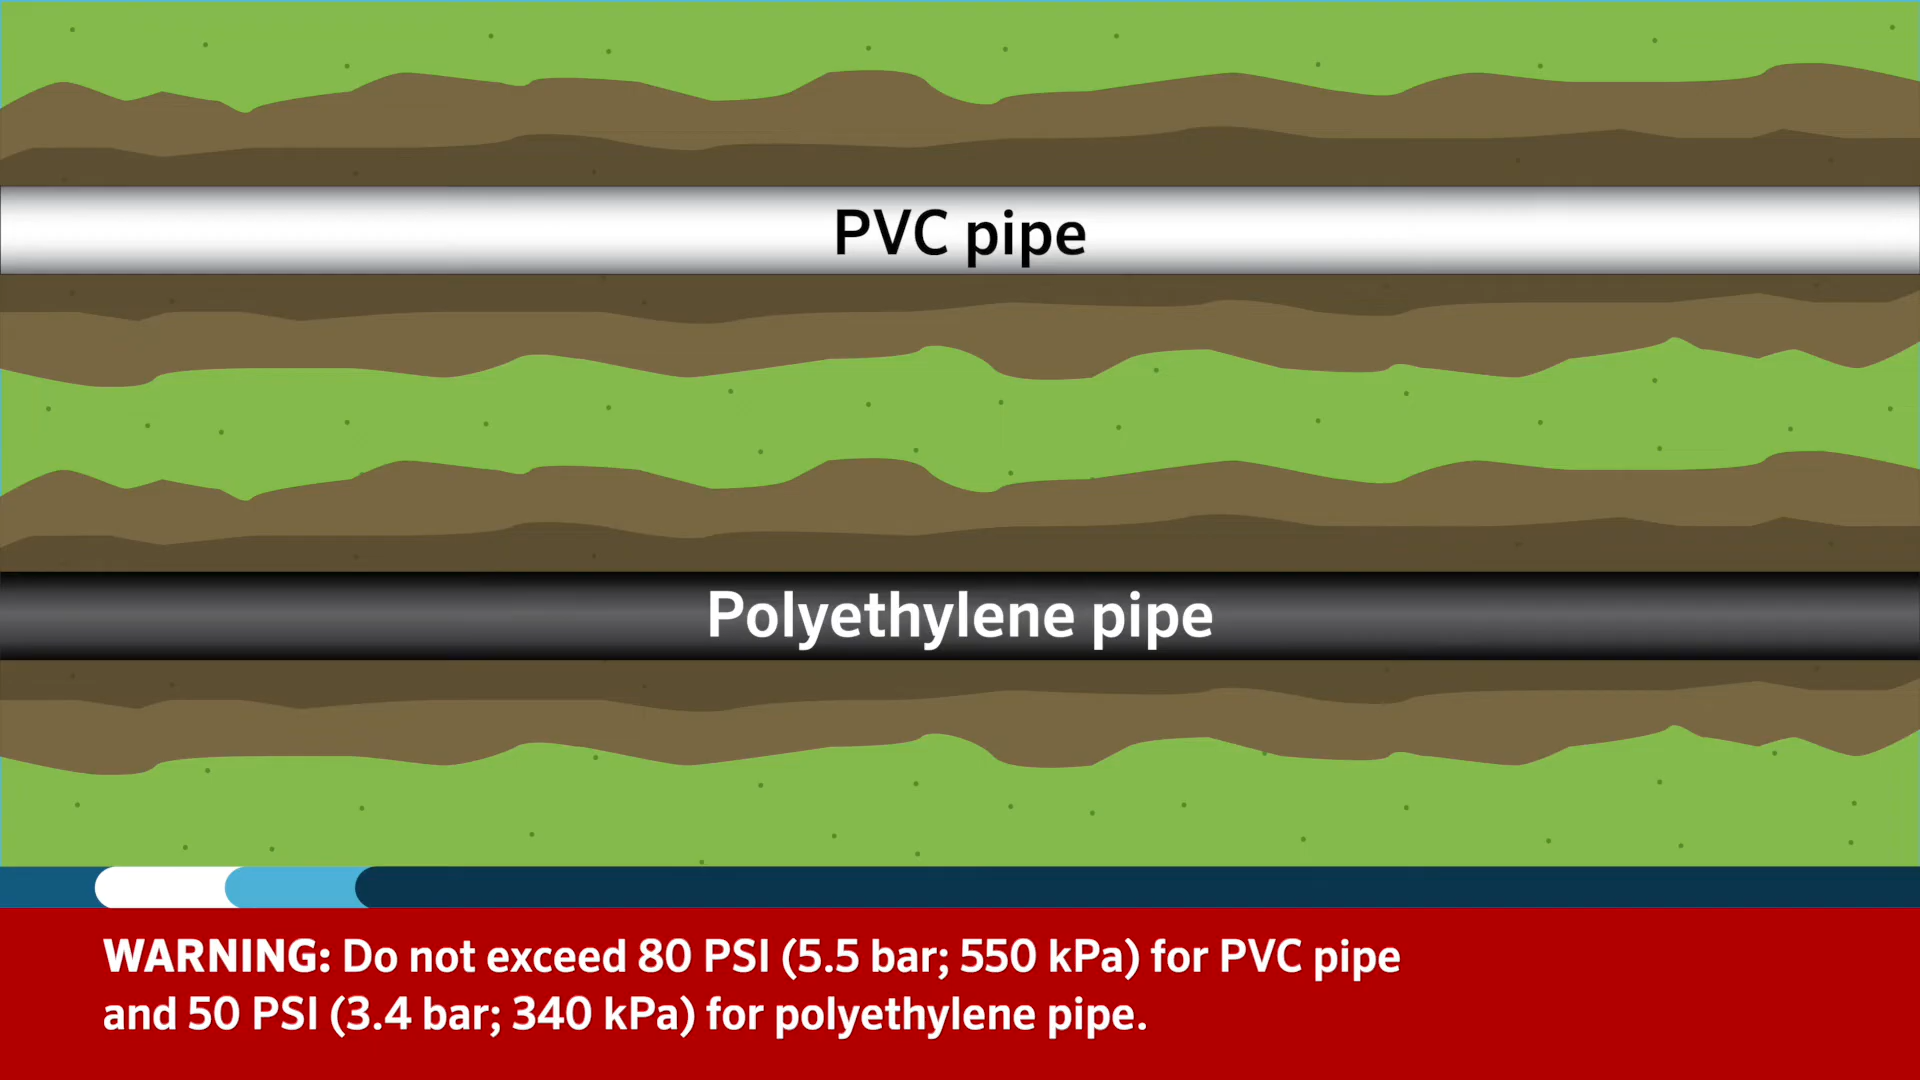 PVC pipe
Polyethylene pipe
WARNING: Do not exceed 80 PSI (5.5 bar; 550 kPa) for PVC pipe
and 50 PSI (3.4 bar; 340 kPa) for polyethylene pipe.